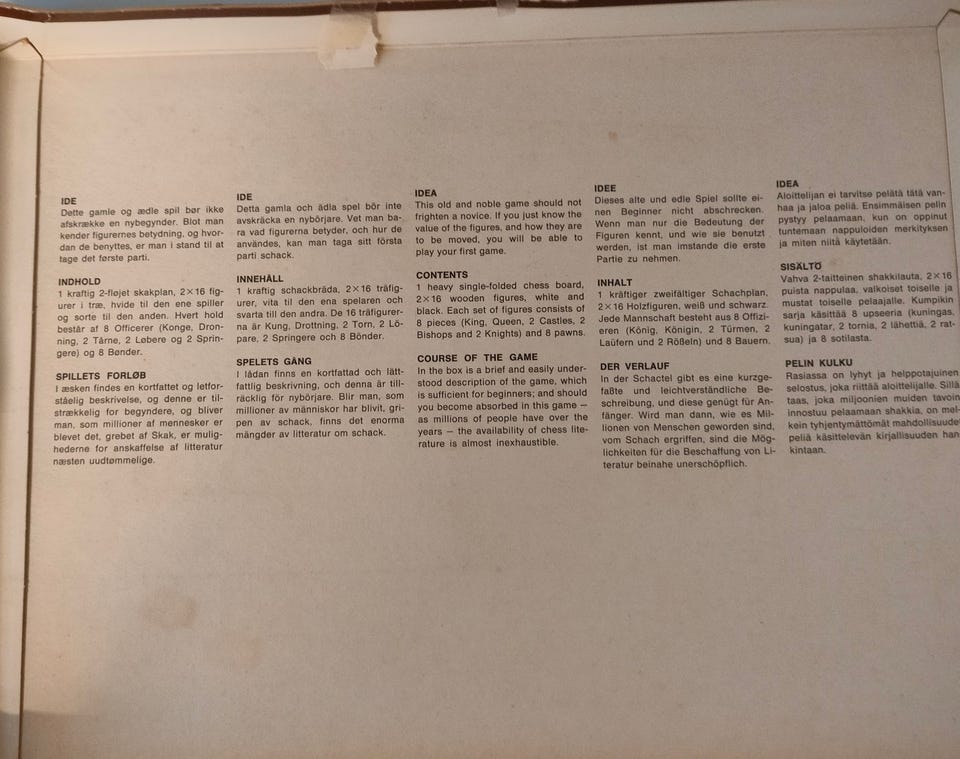 IDE
Dette gamle og ædle spil bør ikke
afskrække en nybegynder. Blot man
kender figurernes betydning, og hvor-
dan de benyttes, er man i stand til at
tage det første parti.
INDHOLD
1 kraftig 2-fløjet skakplan, 2×16 fig-
urer i træ, hvide til den ene spiller
og sorte til den anden. Hvert hold
består af 8 Officerer (Konge, Dron-
ning, 2 Tårne, 2 Løbere og 2 Sprin-
gere) og 8 Bønder.
SPILLETS FORLØB
I æsken findes en kortfattet og letfor-
ståelig beskrivelse, og denne er til-
strækkelig for begyndere, og bliver
man, som millioner af mennesker er
blevet det, grebet af Skak, er mulig-
hederne for anskaffelse af litteratur
næsten uudtømmelige.
IDE
Detta gamla och ädla spel bör inte
avskräcka en nybörjare. Vet man ba-
ra vad figurerna betyder, och hur de
användes, kan man taga sitt första
parti schack.
INNEHÅLL
1 kraftig schackbräda, 2×16 träfig-
urer, vita till den ena spelaren och
svarta till den andra. De 16 träfigurer-
na är Kung, Drottning, 2 Torn, 2 Lö-
pare, 2 Springere och 8 Bönder.
SPELETS GÅNG
I lådan finns en kortfattad och lätt-
fattlig beskrivning, och denna är till-
räcklig för nybörjare. Blir man, som
millioner av människor har blivit, gri-
pen av schack, finns det enorma
mängder av litteratur om schack.
IDEA
This old and noble game should not
frighten a novice. If you just know the
value of the figures, and how they are
to be moved, you will be able to
play your first game.
CONTENTS
1 heavy single-folded chess board,
2×16 wooden figures, white and
black. Each set of figures consists of
8 pieces (King, Queen, 2 Castles, 2
Bishops and 2 Knights) and 8 pawns.
COURSE OF THE GAME
In the box is a brief and easily under-
stood description of the game, which
is sufficient for beginners; and should
you become absorbed in this game –
as millions of people have over the
years – the availability of chess lite-
rature is almost inexhaustible.
IDEE
Dieses alte und edle Spiel sollte ei-
nen Beginner nicht abschrecken.
Wenn man nur die Bedeutung der
Figuren kennt, und wie sie benutzt
werden, ist man imstande die erste
Partie zu nehmen.
INHALT
1 kräftiger zweifältiger Schachplan,
2×16 Holzfiguren, weiß und schwarz.
Jede Mannschaft besteht aus 8 Offizi-
eren (König, Königin, 2 Türmen, 2
Laüfern und 2 Rößeln) und 8 Bauern.
DER VERLAUF
In der Schactel gibt es eine kurzge-
faßte und leichtverständliche Be-
schreibung, und diese genügt für An-
fänger. Wird man dann, wie es Mil-
lionen von Menschen geworden sind,
vom Schach ergriffen, sind die Mög-
lichkeiten für die Beschaffung von Li-
teratur beinahe unerschöpflich.
IDEA
Aloittelijan ei tarvitse pelätä tätä van-
haa ja jaloa peliä. Ensimmäisen pelin
pystyy pelaamaan, kun on oppinut
tuntemaan nappuloiden merkityksen
ja miten niitä käytetään.
SISÄLTÖ
Vahva 2-taitteinen shakkilauta, 2×16
puista nappulaa, valkoiset toiselle ja
mustat toiselle pelaajalle. Kumpikin
sarja käsittää 8 upseeria (kuningas,
kuningatar, 2 tornia, 2 lähettiä, 2 rat-
sua) ja 8 sotilasta.
PELIN KULKU
Rasiassa on lyhyt ja helppotajuinen
selostus, joka riittää aloittelijalle. Sillä
taas, joka miljoonien muiden tavoin
innostuu pelaamaan shakkia, on mel-
kein tyhjentymättömät mahdollisuudet
peliä käsittelevän kirjallisuuden han-
kintaan.